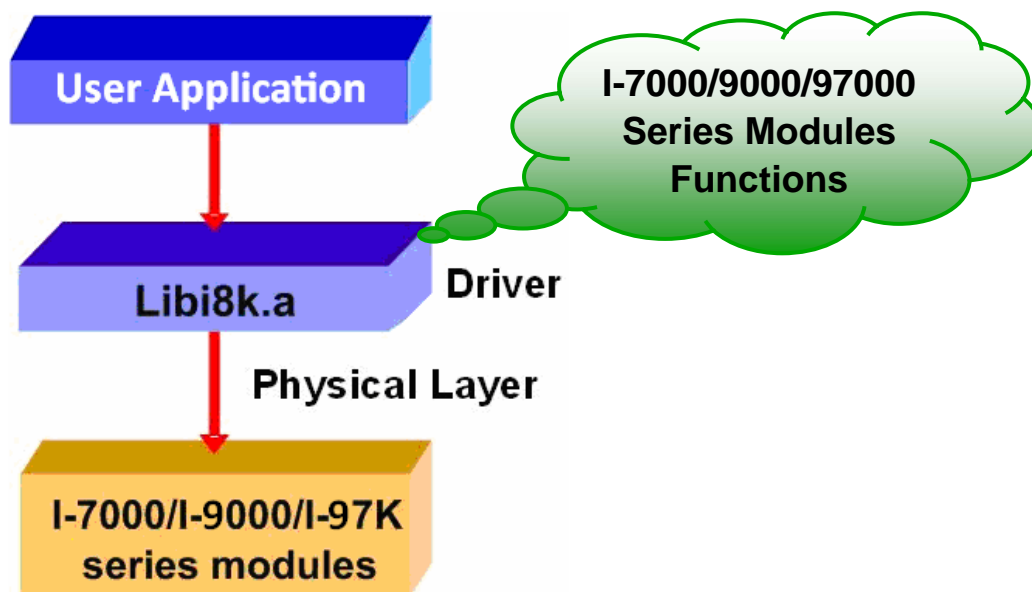 User Application
I-7000/9000/97000
Series Modules
Functions
Libi8k.a
Driver
Physical Layer
I-7000/I-9000/I-97K
series modules